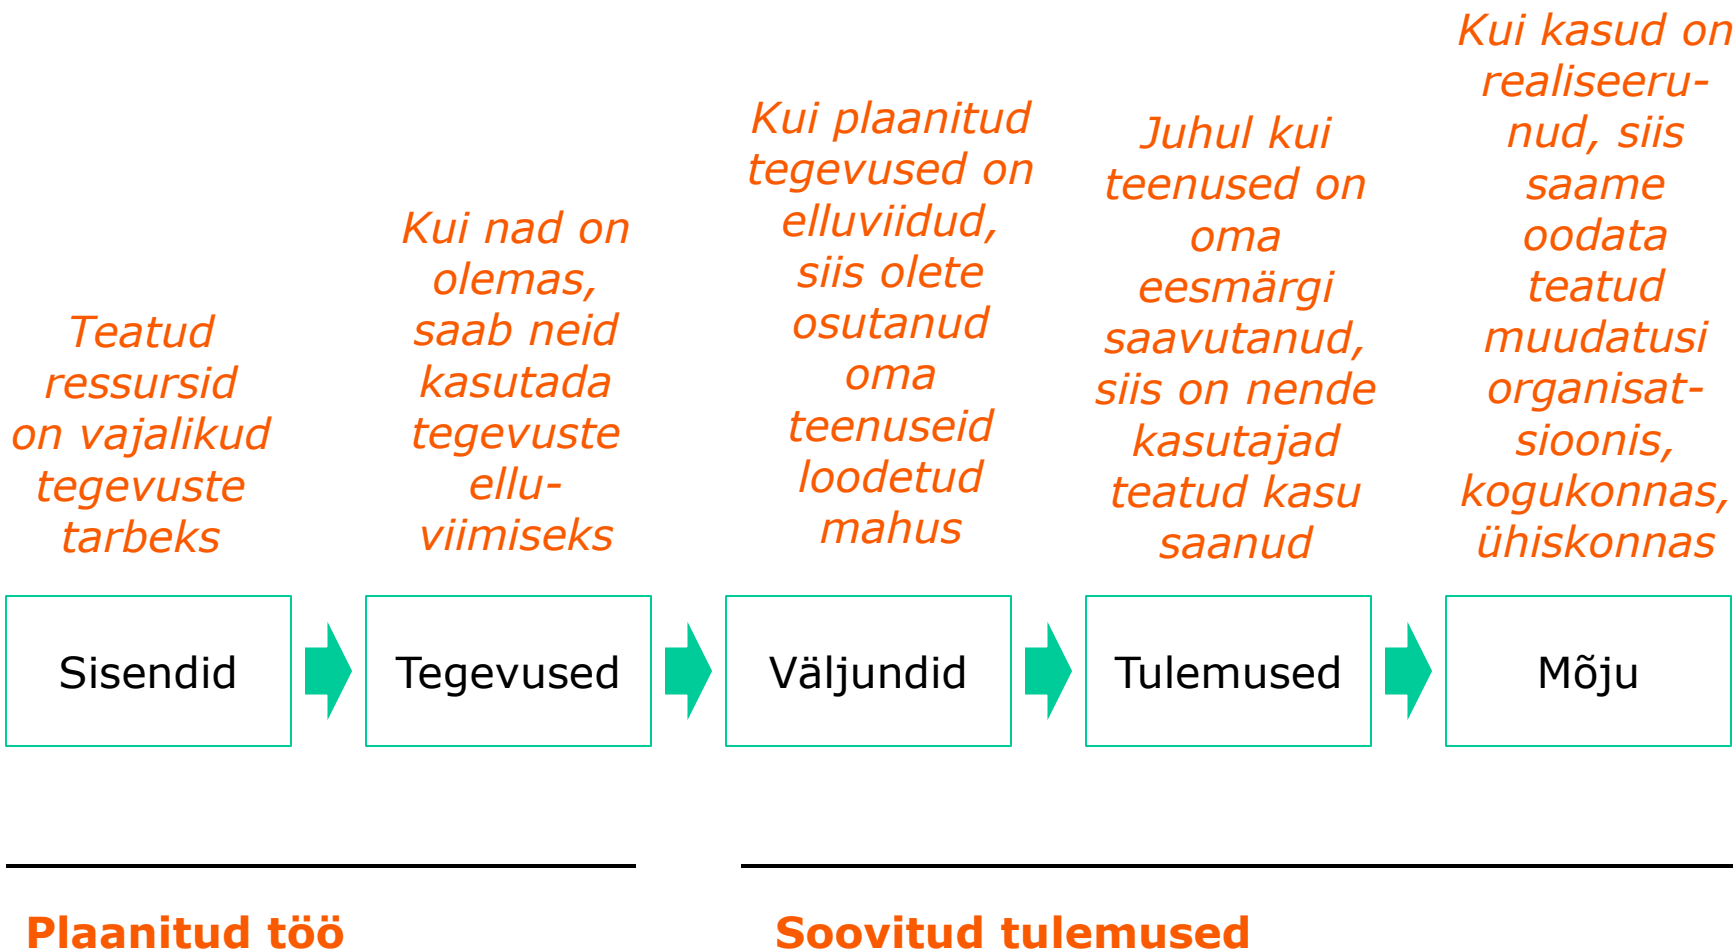 Teatud
ressursid
on vajalikud
tegevuste
tarbeks
Kui nad on
olemas,
saab neid
kasutada
tegevuste
ellu-
viimiseks
Kui plaanitud
tegevused on
elluviidud,
siis olete
osutanud
oma
teenuseid
loodetud
mahus
Juhul kui
teenused on
oma
eesmärgi
saavutanud,
siis on nende
kasutajad
teatud kasu
saanud
Kui kasud on
realiseeru-
nud, siis
saame
oodata
teatud
muudatusi
organisat-
sioonis,
kogukonnas,
ühiskonnas
Sisendid
Tegevused
Väljundid
Tulemused
Mõju
Plaanitud töö
Soovitud tulemused